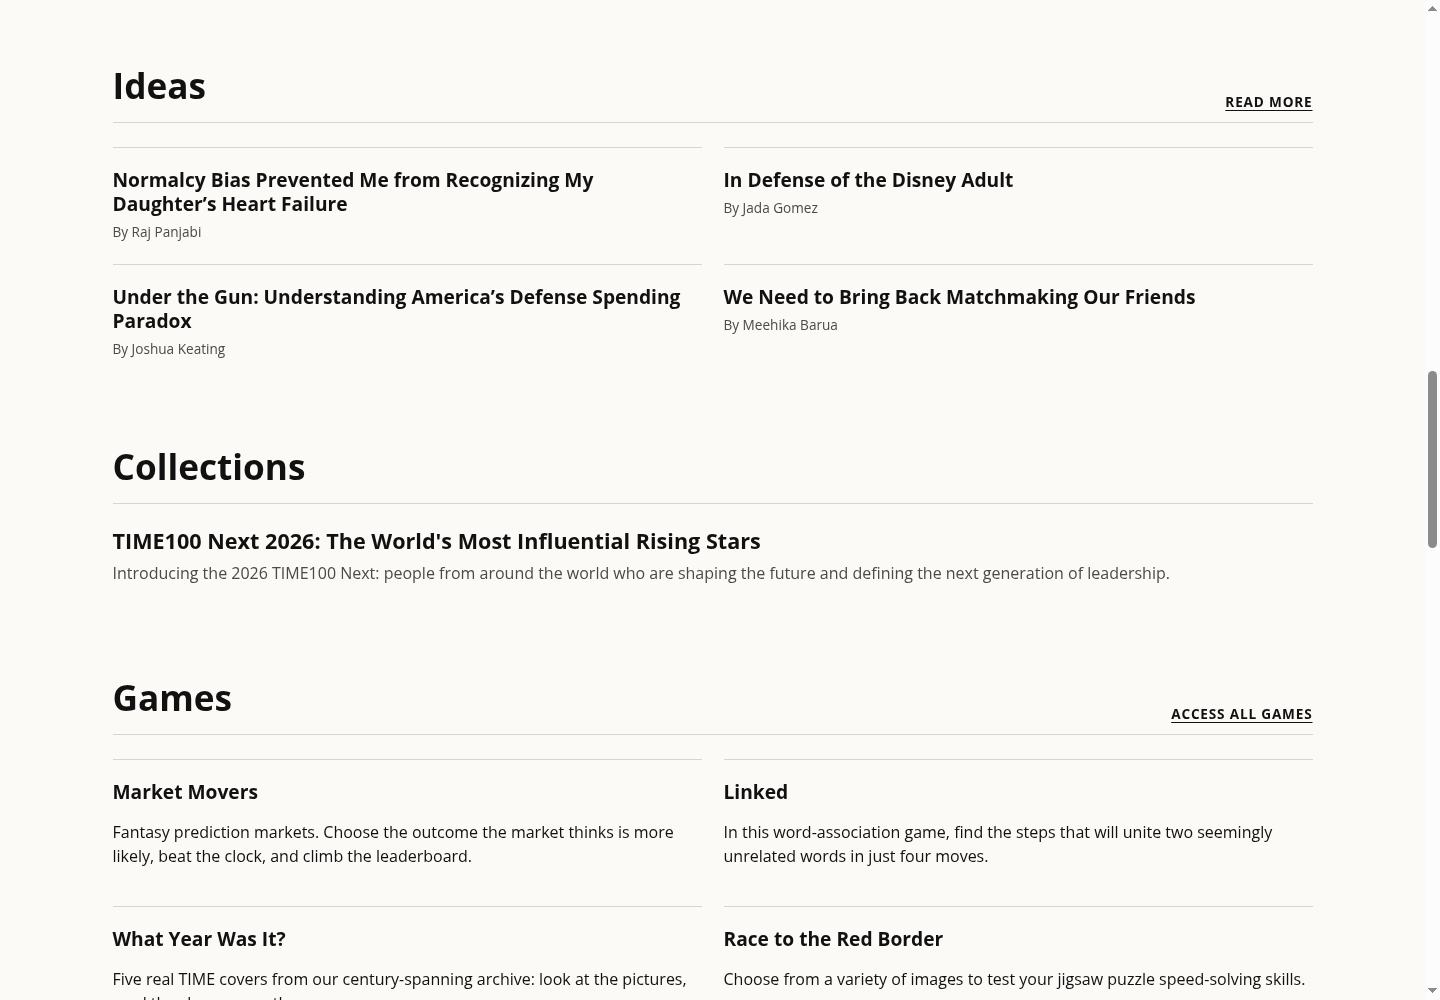 Ideas
READ MORE
Normalcy Bias Prevented Me from Recognizing My
Daughter’s Heart Failure
By Raj Panjabi
In Defense of the Disney Adult
By Jada Gomez
Under the Gun: Understanding America’s Defense Spending
Paradox
By Joshua Keating
We Need to Bring Back Matchmaking Our Friends
By Meehika Barua
Collections
TIME100 Next 2026: The World's Most Influential Rising Stars
Introducing the 2026 TIME100 Next: people from around the world who are shaping the future and defining the next generation of leadership.
Games
ACCESS ALL GAMES
Market Movers
Fantasy prediction markets. Choose the outcome the market thinks is more
likely, beat the clock, and climb the leaderboard.
Linked
In this word-association game, find the steps that will unite two seemingly
unrelated words in just four moves.
What Year Was It?
Five real TIME covers from our century-spanning archive: look at the pictures,
Race to the Red Border
Choose from a variety of images to test your jigsaw puzzle speed-solving skills.